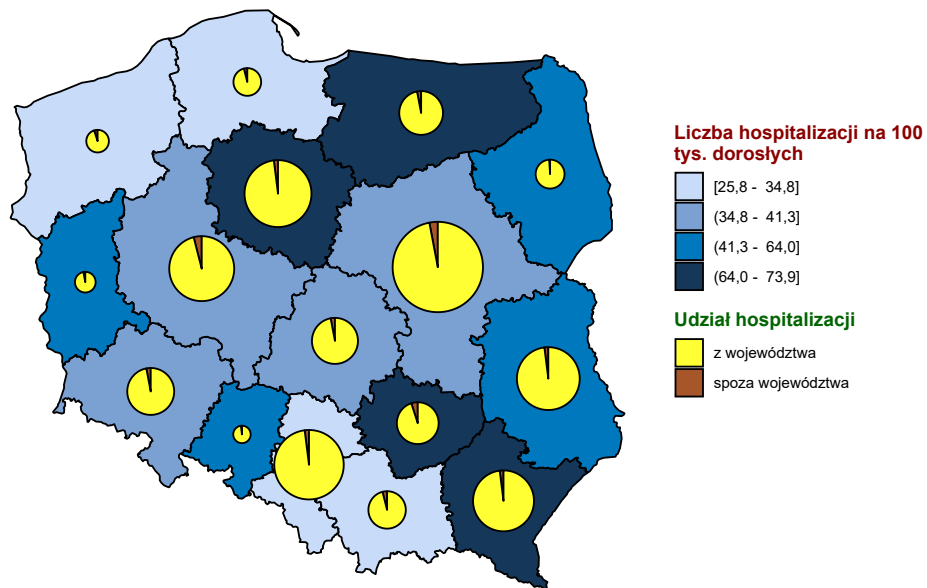 Liczba hospitalizacji na 100
tys. dorosłych
[25,8 - 34,8]
(34,8 - 41,3]
(41,3 - 64,0]
(64,0 - 73,9]
Udział hospitalizacji
z województwa
spoza województwa